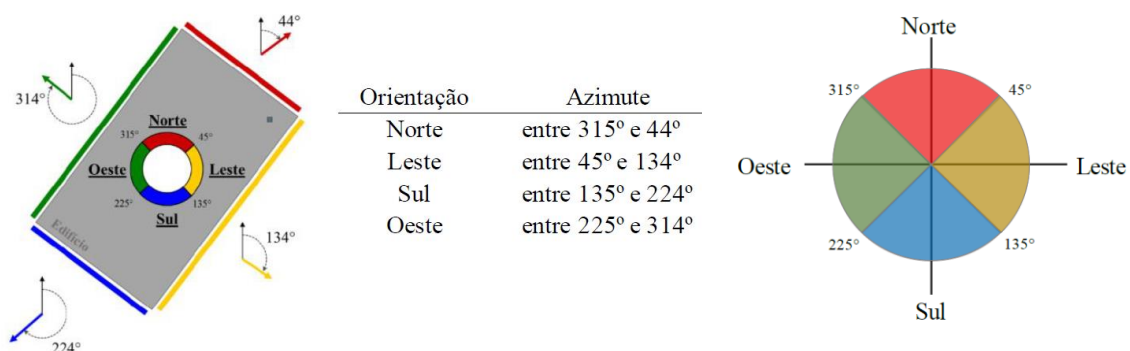 44°
314°
Norte
315°
45°
Oeste
Leste
225°
135°
Sul
Edifício
134°
224°
Orientação Azimute
Norte entre 315º e 44º
Leste entre 45º e 134º
Sul entre 135º e 224º
Oeste entre 225º e 314º
Norte
315°
45°
Oeste
Leste
225°
135°
Sul